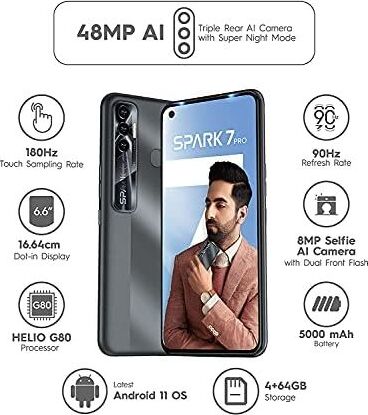 48MP AI
Triple Rear AI Camera
with Super Night Mode
180Hz
Touch Sampling Rate
90
Hz
90Hz
Refresh Rate
SPARK 7 PRO
6.6"
16.64cm
Dot-in Display
8MP Selfie
AI Camera
with Dual Front Flash
G80
HELIO G80
Processor
5000 mAh
Battery
Latest
Android 11 OS
4+64GB
Storage